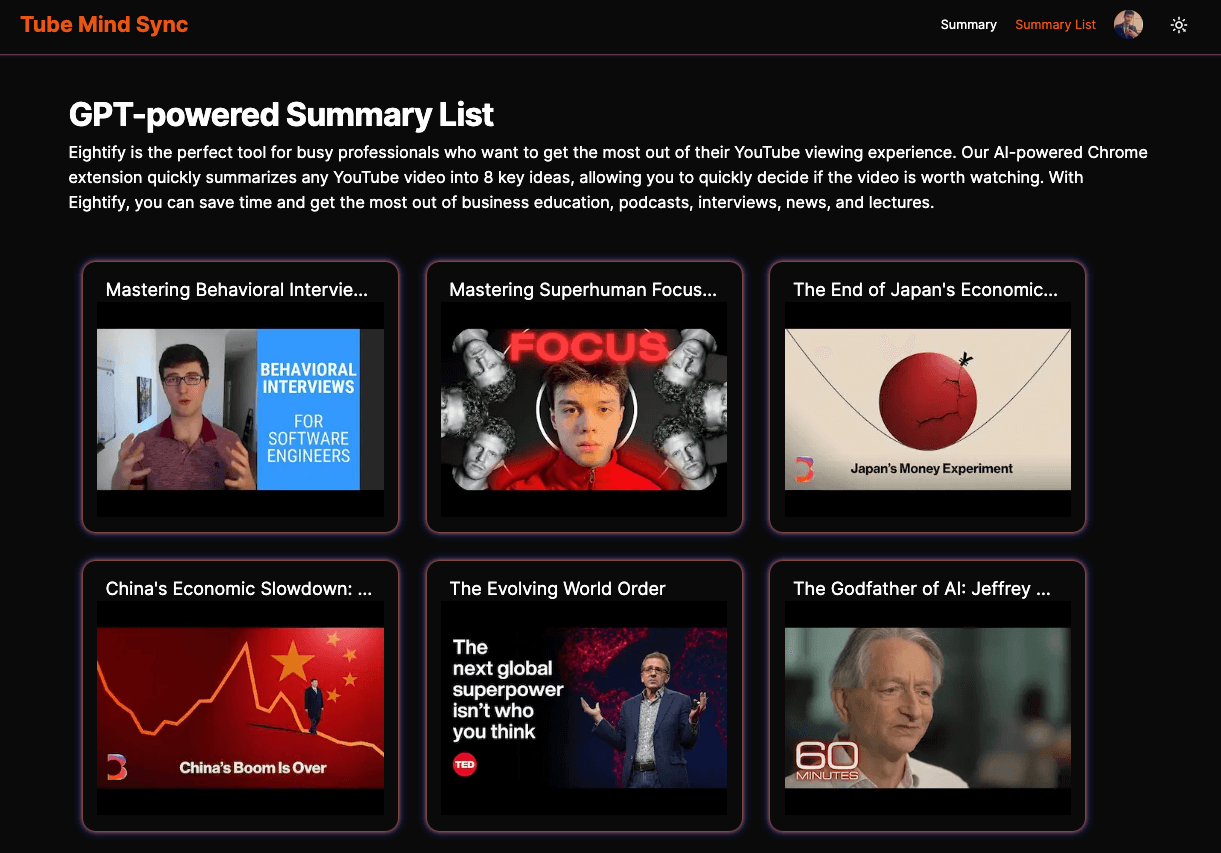 Tube Mind Sync
Summary
Summary List
GPT-powered Summary List
Eightify is the perfect tool for busy professionals who want to get the most out of their YouTube viewing experience. Our AI-powered Chrome
extension quickly summarizes any YouTube video into 8 key ideas, allowing you to quickly decide if the video is worth watching. With
Eightify, you can save time and get the most out of business education, podcasts, interviews, news, and lectures.
Mastering Behavioral Intervie...
BEHAVIORAL
INTERVIEWS
FOR
SOFTWARE
ENGINEERS
Mastering Superhuman Focus...
FOCUS
The End of Japan's Economic...
¥
Japan's Money Experiment
China's Economic Slowdown: ...
China's Boom Is Over
The Evolving World Order
The
next global
superpower
isn't who
you think
TED
The Godfather of AI: Jeffrey ...
60
MINUTES